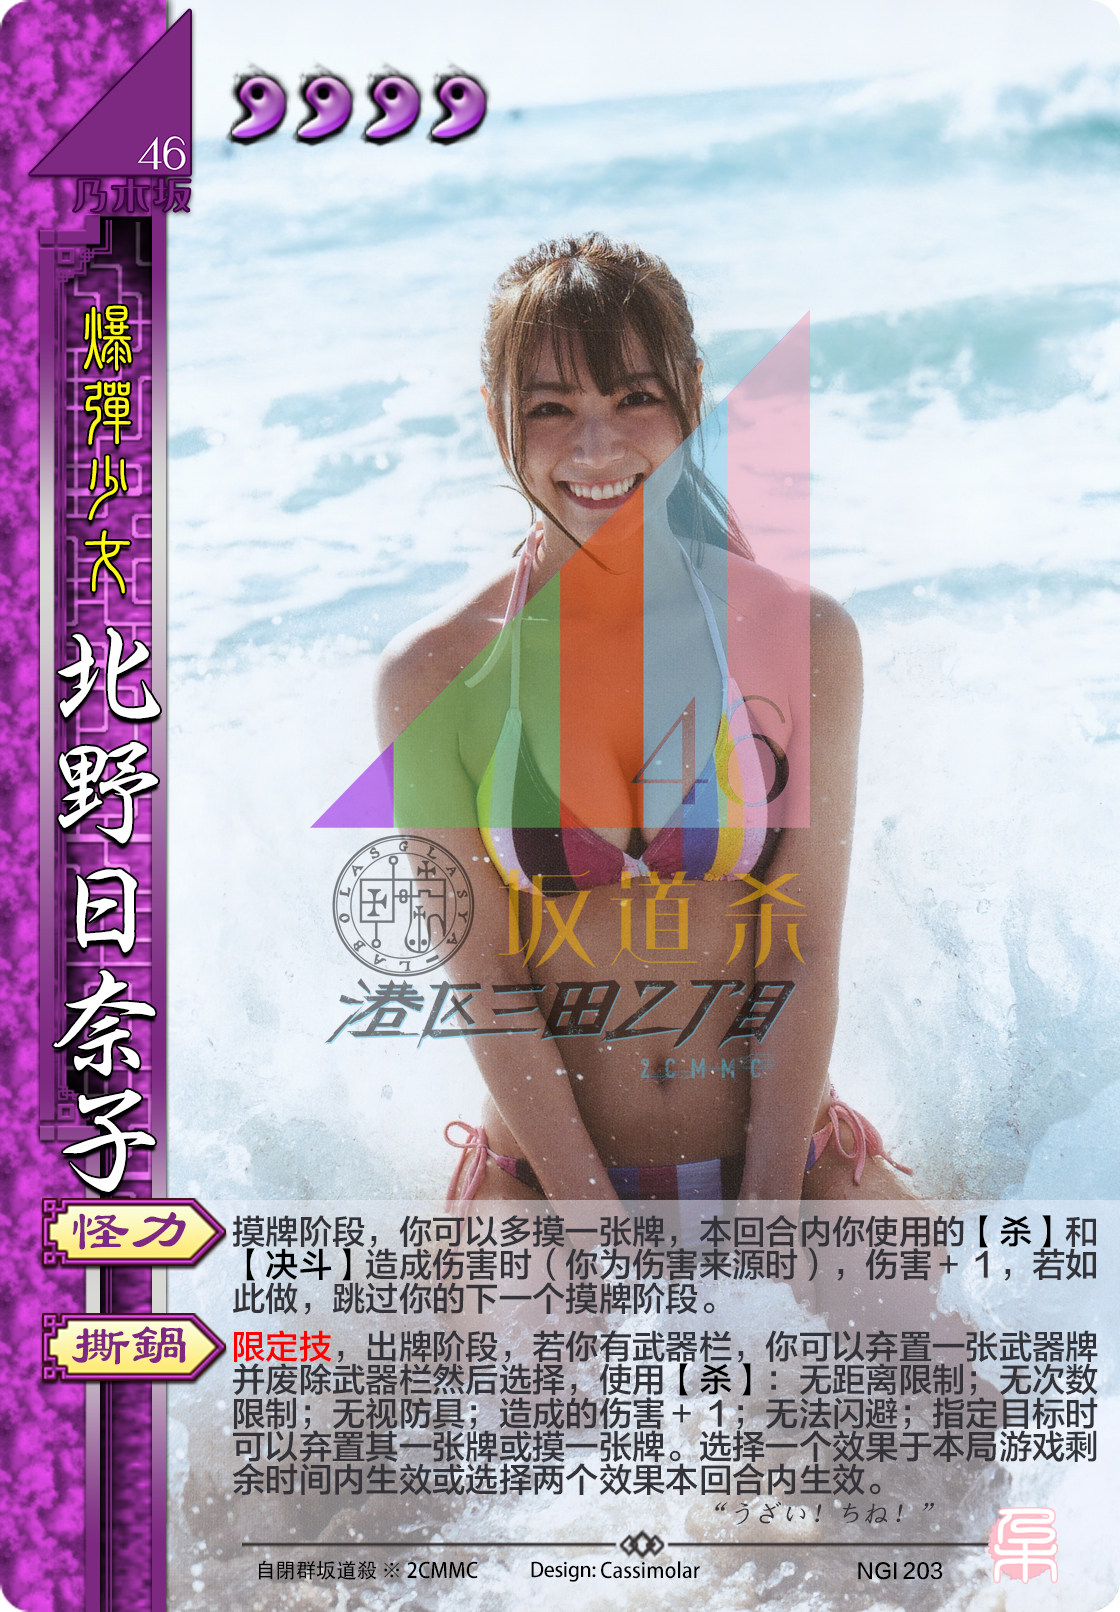 46
乃木坂
爆彈少女
北野日奈子
46
GLASYA LABOLAS
坂道杀
港区三田乙丁目
2CMMC
怪力
摸牌阶段，你可以多摸一张牌，本回合内你使用的【杀】和
【决斗】造成伤害时（你为伤害来源时），伤害＋１，若如
此做，跳过你的下一个摸牌阶段。
撕鍋
限定技，出牌阶段，若你有武器栏，你可以弃置一张武器牌
并废除武器栏然后选择，使用【杀】：无距离限制；无次数
限制；无视防具；造成的伤害＋１；无法闪避；指定目标时
可以弃置其一张牌或摸一张牌。选择一个效果于本局游戏剩
余时间内生效或选择两个效果本回合内生效。
“うざい！ちね！”
自閉群坂道殺 ※ 2CMMC
Design: Cassimolar
NGI 203